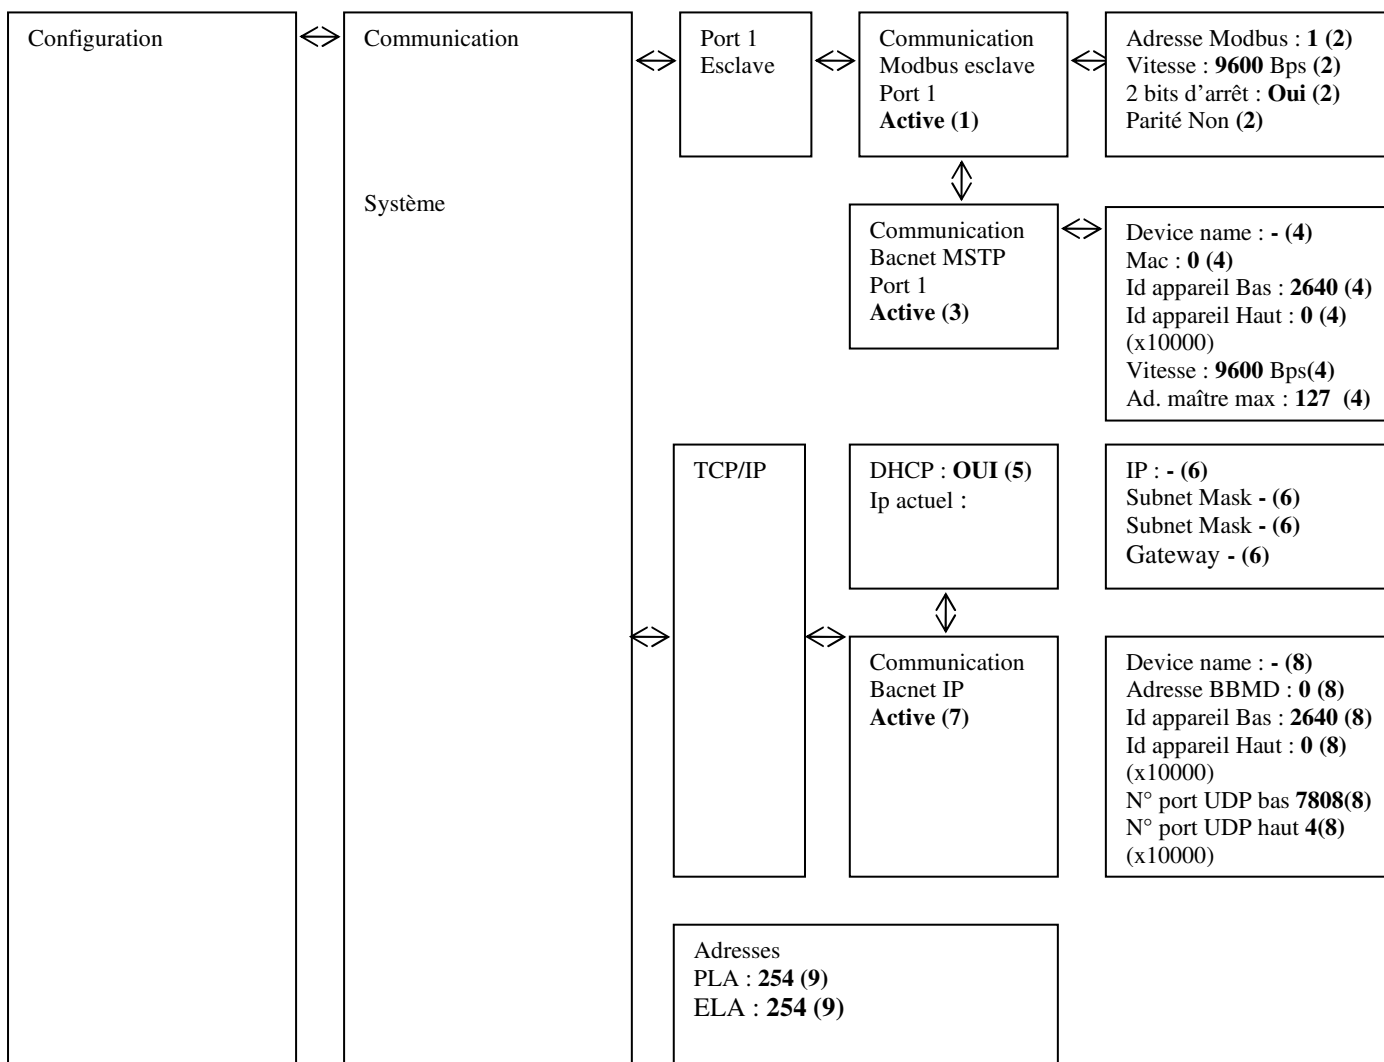 Configuration
Communication
Système
Port 1
Esclave
Communication
Modbus esclave
Port 1
Active (1)
Adresse Modbus : 1 (2)
Vitesse : 9600 Bps (2)
2 bits d’arrêt : Oui (2)
Parité Non (2)
Communication
Bacnet MSTP
Port 1
Active (3)
Device name : - (4)
Mac : 0 (4)
Id appareil Bas : 2640 (4)
Id appareil Haut : 0 (4)
(x10000)
Vitesse : 9600 Bps(4)
Ad. maître max : 127 (4)
TCP/IP
DHCP : OUI (5)
Ip actuel :
IP : - (6)
Subnet Mask - (6)
Subnet Mask - (6)
Gateway - (6)
Communication
Bacnet IP
Active (7)
Device name : - (8)
Adresse BBMD : 0 (8)
Id appareil Bas : 2640 (8)
Id appareil Haut : 0 (8)
(x10000)
N° port UDP bas 7808(8)
N° port UDP haut 4(8)
(x10000)
Adresses
PLA : 254 (9)
ELA : 254 (9)